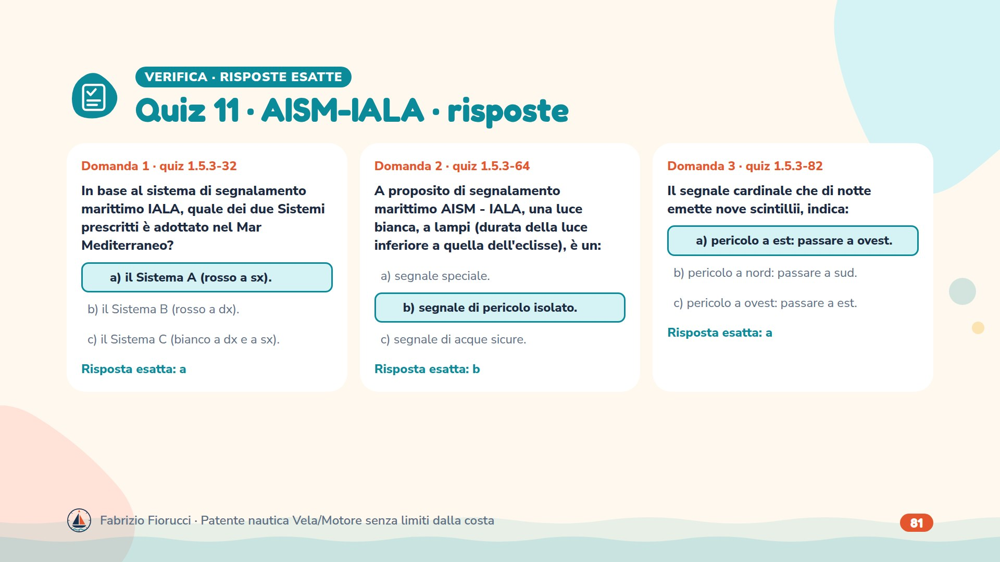 VERIFICA · RISPOSTE ESATTE
Quiz 11 · AISM-IALA · risposte
Domanda 1 · quiz 1.5.3-32
In base al sistema di segnalamento
marittimo IALA, quale dei due Sistemi
prescritti è adottato nel Mar
Mediterraneo?
a) il Sistema A (rosso a sx).
b) il Sistema B (rosso a dx).
c) il Sistema C (bianco a dx e a sx).
Risposta esatta: a
Domanda 2 · quiz 1.5.3-64
A proposito di segnalamento
marittimo AISM - IALA, una luce
bianca, a lampi (durata della luce
inferiore a quella dell'eclisse), è un:
a) segnale speciale.
b) segnale di pericolo isolato.
c) segnale di acque sicure.
Risposta esatta: b
Domanda 3 · quiz 1.5.3-82
Il segnale cardinale che di notte
emette nove scintillii, indica:
a) pericolo a est: passare a ovest.
b) pericolo a nord: passare a sud.
c) pericolo a ovest: passare a est.
Risposta esatta: a
Fabrizio Fiorucci · Patente nautica Vela/Motore senza limiti dalla costa
81